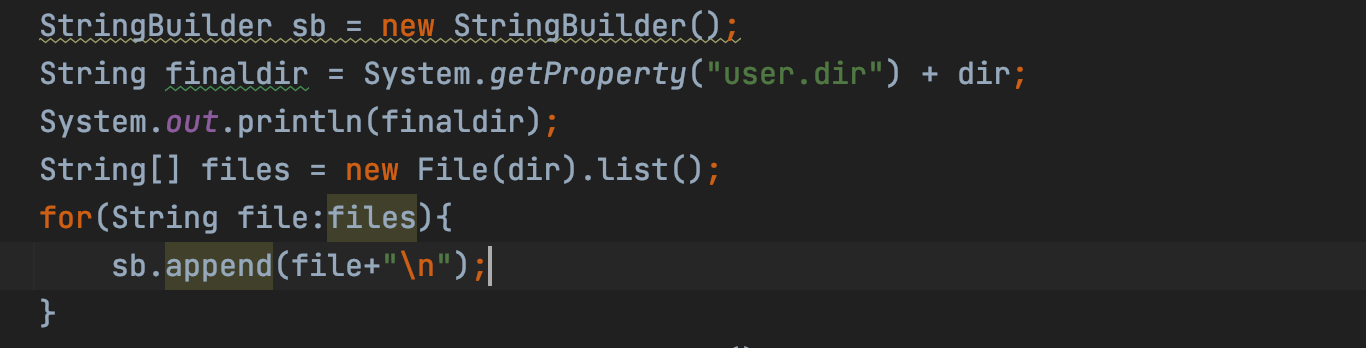 StringBuilder sb = new StringBuilder();
String finaldir = System.getProperty("user.dir") + dir;
System.out.println(finaldir);
String[] files = new File(dir).list();
for(String file:files){
sb.append(file+"\n");
}